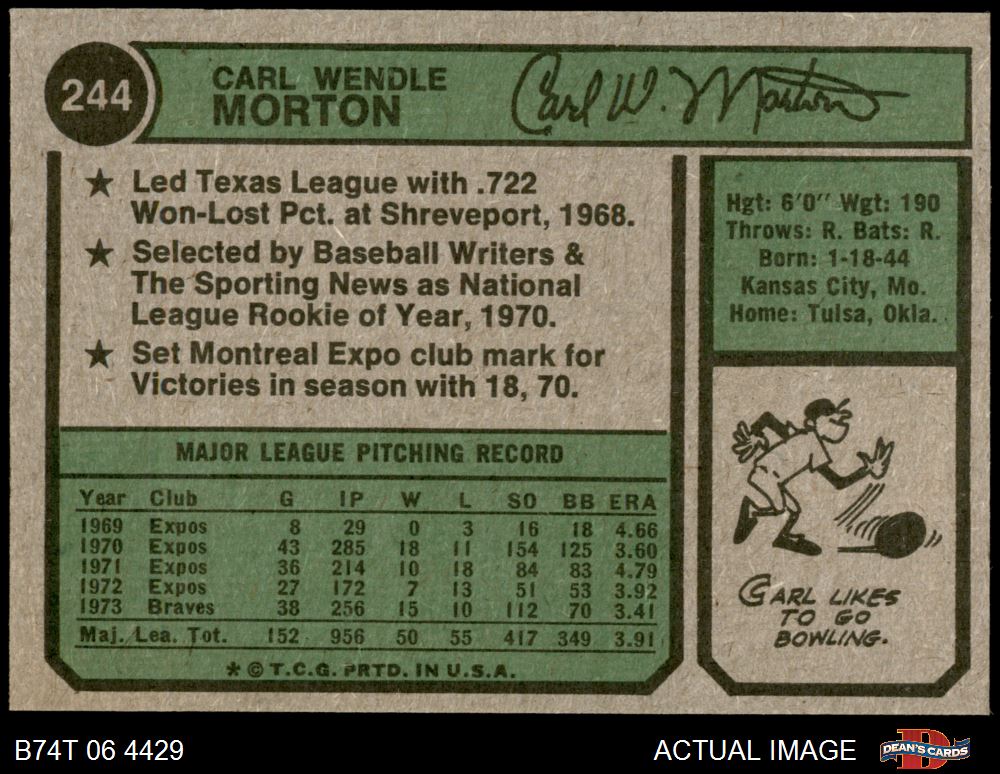 244
CARL WENDLE
MORTON
Carl W. Morton
★ Led Texas League with .722
Won-Lost Pct. at Shreveport, 1968.
★ Selected by Baseball Writers &
The Sporting News as National
League Rookie of Year, 1970.
★ Set Montreal Expo club mark for
Victories in season with 18, 70.
Hgt: 6'0" Wgt: 190
Throws: R. Bats: R.
Born: 1-18-44
Kansas City, Mo.
Home: Tulsa, Okla.
MAJOR LEAGUE PITCHING RECORD
Year Club G IP W L SO BB ERA
1969 Expos 8 29 0 3 16 18 4.66
1970 Expos 43 285 18 11 154 125 3.60
1971 Expos 36 214 10 18 84 83 4.79
1972 Expos 27 172 7 13 51 53 3.92
1973 Braves 38 256 15 10 112 70 3.41
Maj. Lea. Tot. 152 956 50 55 417 349 3.91
* © T.C.G. PRTD. IN U.S.A.
CARL LIKES
TO GO
BOWLING.
B74T 06 4429
ACTUAL IMAGE
DEAN'S CARDS